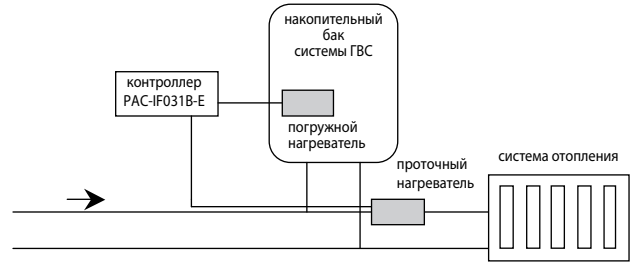 накопительный
бак
системы ГВС
контроллер
PAC-IF031B-E
погружной
нагреватель
проточный
нагреватель
система отопления